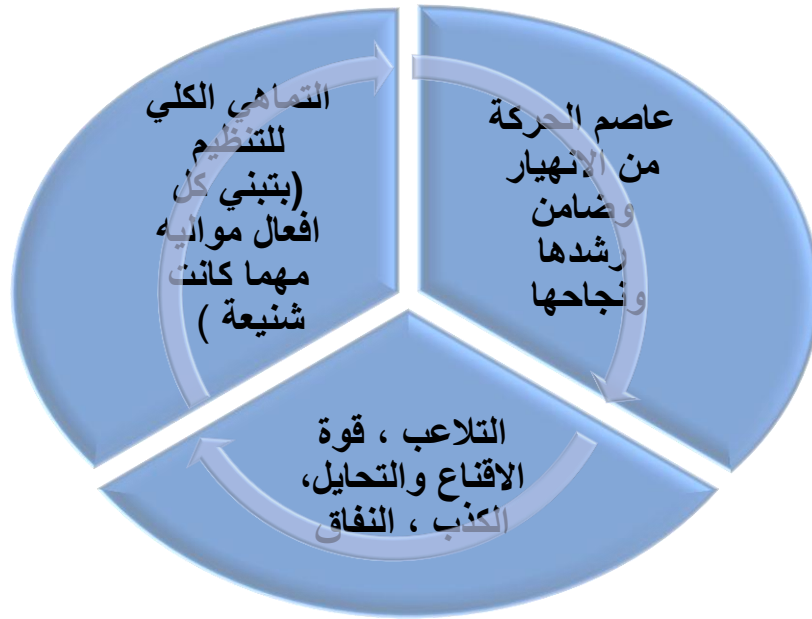 عاصم الحركة
من الانهيار
وضامن
رشدها
ونجاحها
التلاعب ، قوة
الاقناع والتحايل،
الكذب ، النفاق
التماهي الكلي
للتنظيم
(بتبني كل
افعال مواليه
مهما كانت
شنيعة )